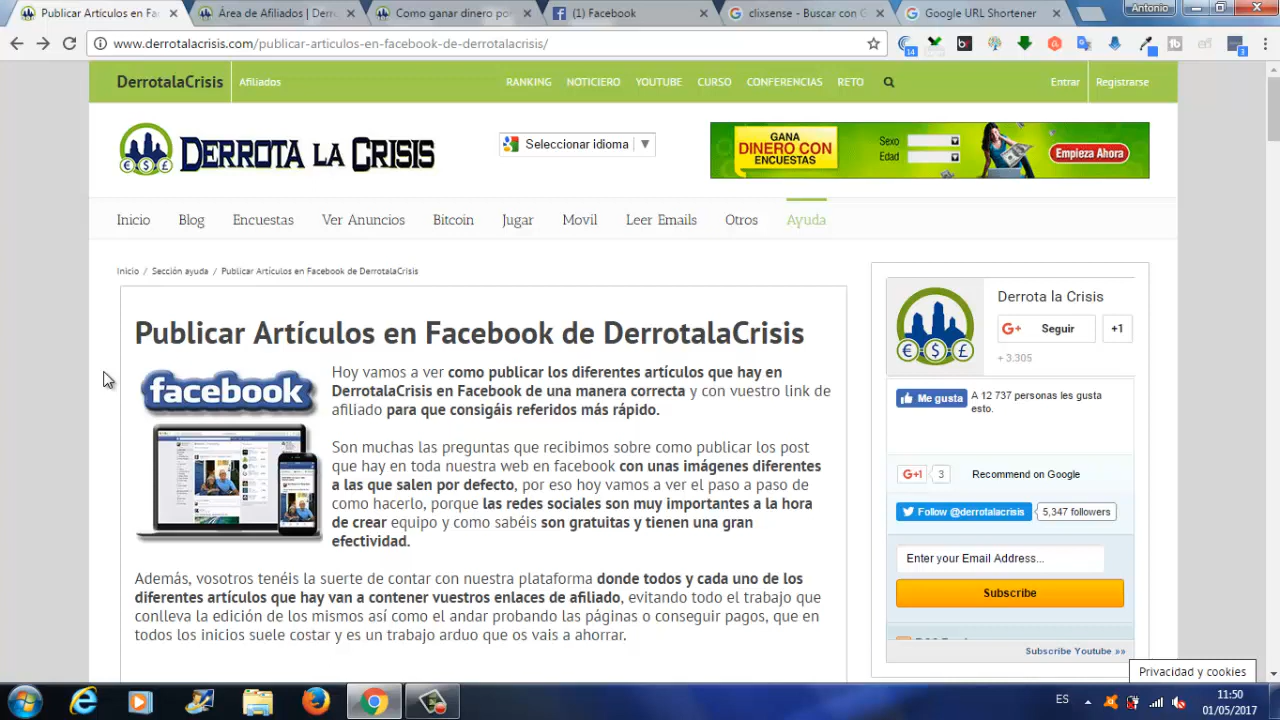 Publicar Artículos en Fa
Área de Afiliados | Derro
Como ganar dinero po
(1) Facebook
clixsense - Buscar con G
Google URL Shortener
Antonio
www.derrotalacrisis.com/publicar-articulos-en-facebook-de-derrotalacrisis/
14
3
DerrotalaCrisis
Afiliados
RANKING
NOTICIERO
YOUTUBE
CURSO
CONFERENCIAS
RETO
Entrar
Registrarse
DERROTA LA CRISIS
Seleccionar idioma
GANA
DINERO CON
ENCUESTAS
Sexo
Edad
Empieza Ahora
Inicio
Blog
Encuestas
Ver Anuncios
Bitcoin
Jugar
Movil
Leer Emails
Otros
Ayuda
Inicio / Sección ayuda / Publicar Artículos en Facebook de DerrotalaCrisis
Publicar Artículos en Facebook de DerrotalaCrisis
facebook
Hoy vamos a ver como publicar los diferentes artículos que hay en
DerrotalaCrisis en Facebook de una manera correcta y con vuestro link de
afiliado para que consigáis referidos más rápido.
Son muchas las preguntas que recibimos sobre como publicar los post
que hay en toda nuestra web en facebook con unas imágenes diferentes
a las que salen por defecto, por eso hoy vamos a ver el paso a paso de
como hacerlo, porque las redes sociales son muy importantes a la hora
de crear equipo y como sabéis son gratuitas y tienen una gran
efectividad.
Además, vosotros tenéis la suerte de contar con nuestra plataforma donde todos y cada uno de los
diferentes artículos que hay van a contener vuestros enlaces de afiliado, evitando todo el trabajo que
conlleva la edición de los mismos así como el andar probando las páginas o conseguir pagos, que en
todos los inicios suele costar y es un trabajo arduo que os vais a ahorrar.
Derrota la Crisis
G+ Seguir
+1
+ 3.305
Me gusta
A 12 737 personas les gusta
esto.
G+1
3
Recommend on Google
Follow @derrotalacrisis
5,347 followers
Enter your Email Address...
Subscribe
Subscribe Youtube »»
Privacidad y cookies
ES
11:50
01/05/2017